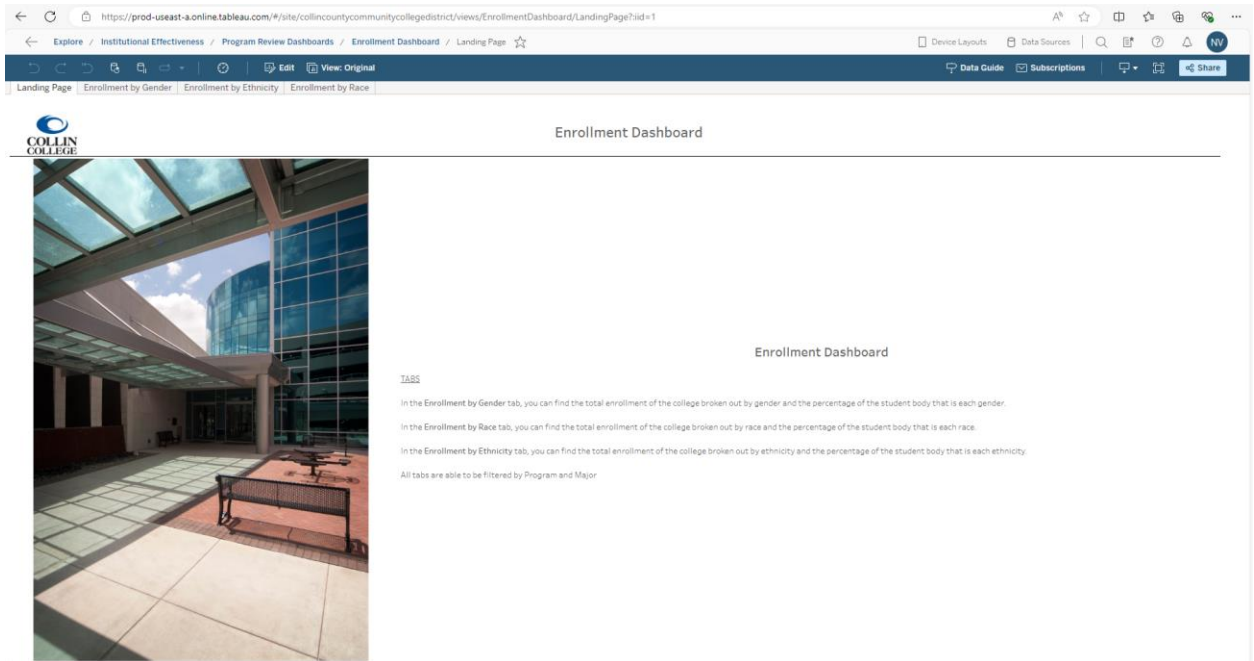 https://prod-useast-a.online.tableau.com/#/site/collincountycommunitycollegedistrict/views/EnrollmentDashboard/LandingPage?:iid=1
Explore / Institutional Effectiveness / Program Review Dashboards / Enrollment Dashboard / Landing Page
Device Layouts Data Sources NV
Edit View: Original Data Guide Subscriptions Share
Landing Page Enrollment by Gender Enrollment by Ethnicity Enrollment by Race
COLLIN
COLLEGE
Enrollment Dashboard
Enrollment Dashboard
TABS
In the Enrollment by Gender tab, you can find the total enrollment of the college broken out by gender and the percentage of the student body that is each gender.
In the Enrollment by Race tab, you can find the total enrollment of the college broken out by race and the percentage of the student body that is each race.
In the Enrollment by Ethnicity tab, you can find the total enrollment of the college broken out by ethnicity and the percentage of the student body that is each ethnicity.
All tabs are able to be filtered by Program and Major